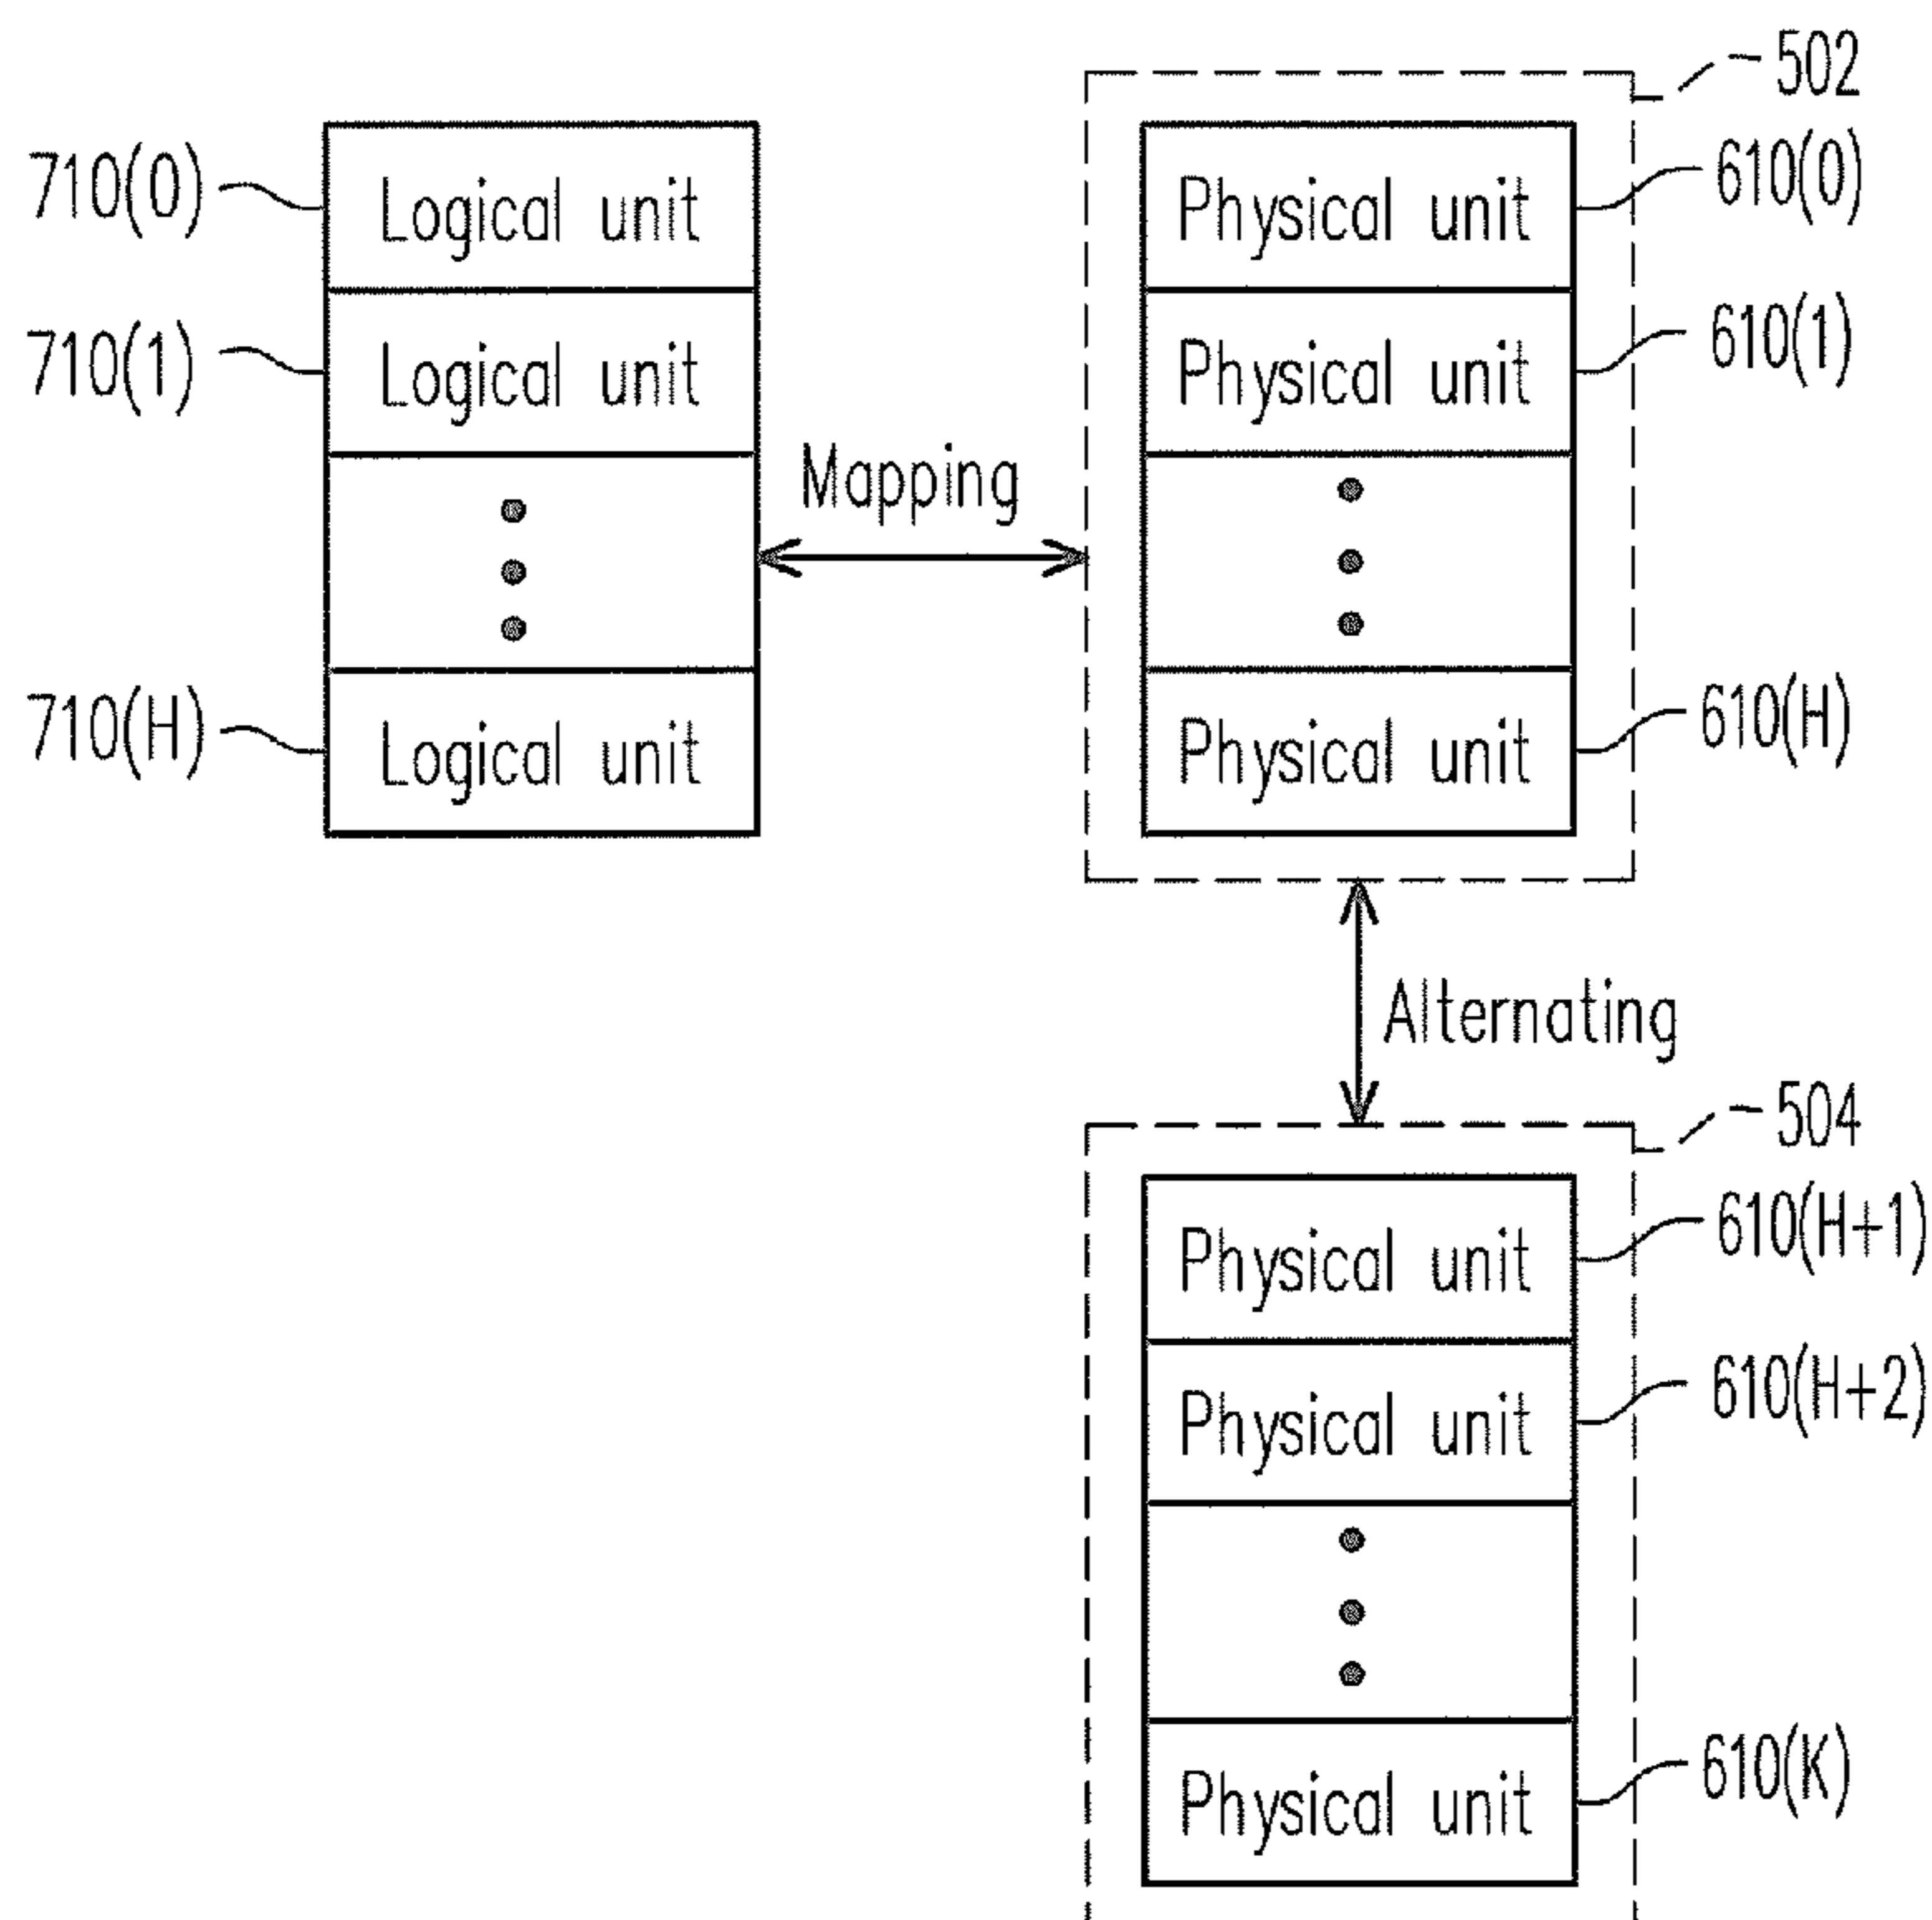 502
710(0)
Logical unit
Physical unit
610(0)
710(1)
Logical unit
Physical unit
610(1)
Mapping
710(H)
Logical unit
Physical unit
610(H)
Alternating
504
Physical unit
610(H+1)
Physical unit
610(H+2)
Physical unit
610(K)